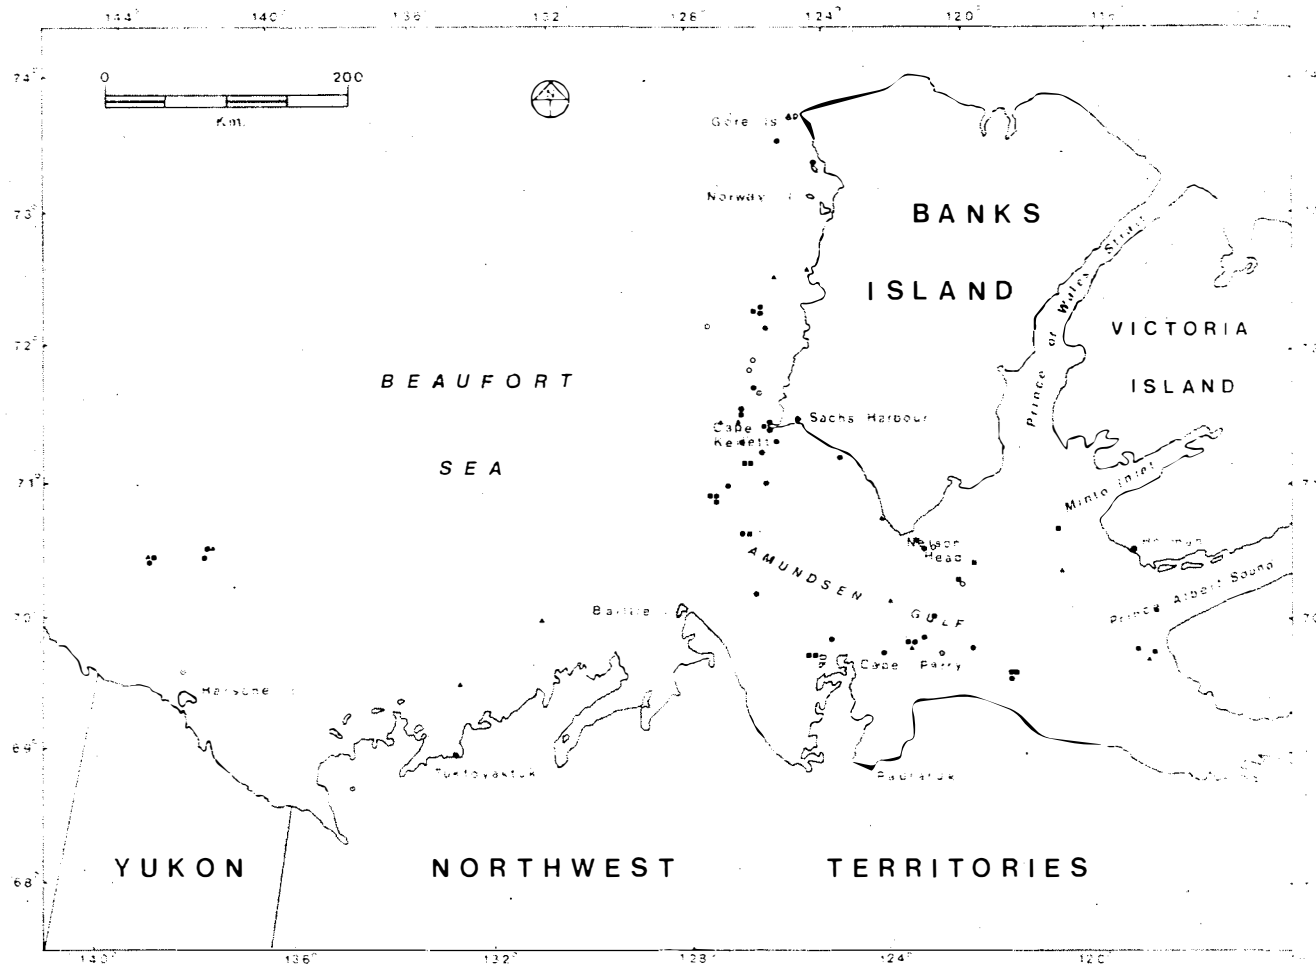 144° 140° 136° 132° 128° 124° 120°
74°
0 200
Km.
Gore Is
73°
Norway I
BANKS
ISLAND
Prince of Wales Strait
72°
VICTORIA
ISLAND
BEAUFORT
SEA
Sachs Harbour
Cape
Kellett
71°
Minto Inlet
Nelson
Head
Holman
AMUNDSEN
GULF
Prince Albert Sound
70°
Baillie I
Cape Parry
Herschel I
69°
Tuktoyaktuk
Paulatuk
YUKON NORTHWEST TERRITORIES
68°
140° 136° 132° 128° 124° 120°